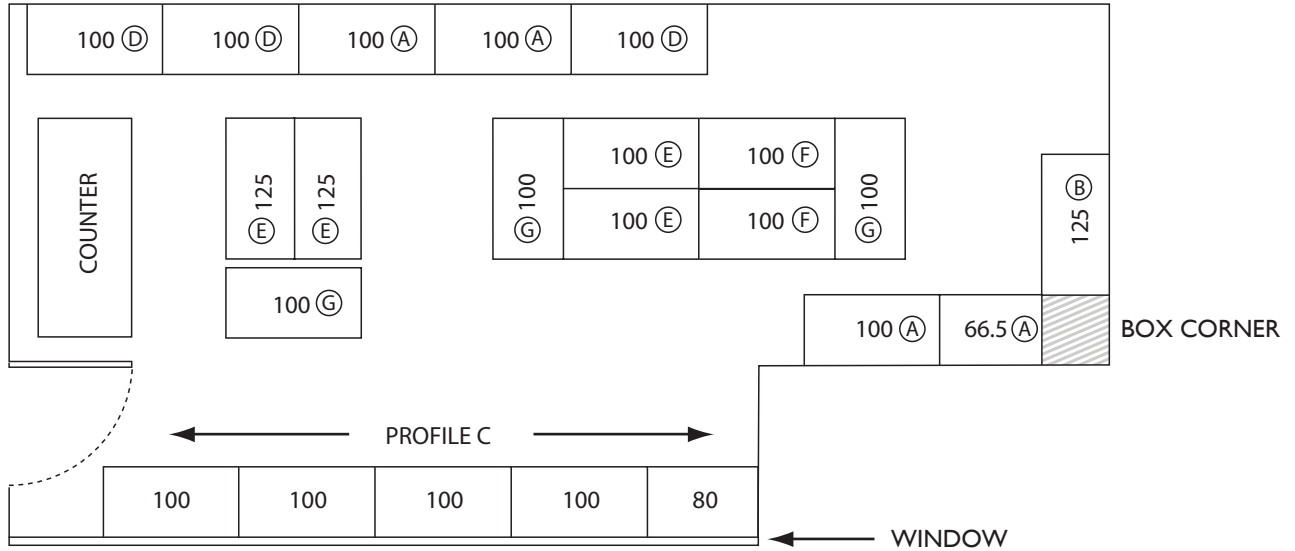 100 Ⓓ 100 Ⓓ 100 Ⓐ 100 Ⓐ 100 Ⓓ
COUNTER
Ⓔ 125
Ⓔ 125
100 Ⓖ
Ⓖ 100
100 Ⓔ 100 Ⓕ
100 Ⓔ 100 Ⓕ
Ⓖ 100
125 Ⓑ
100 Ⓐ 66.5 Ⓐ BOX CORNER
PROFILE C
100 100 100 100 80
WINDOW